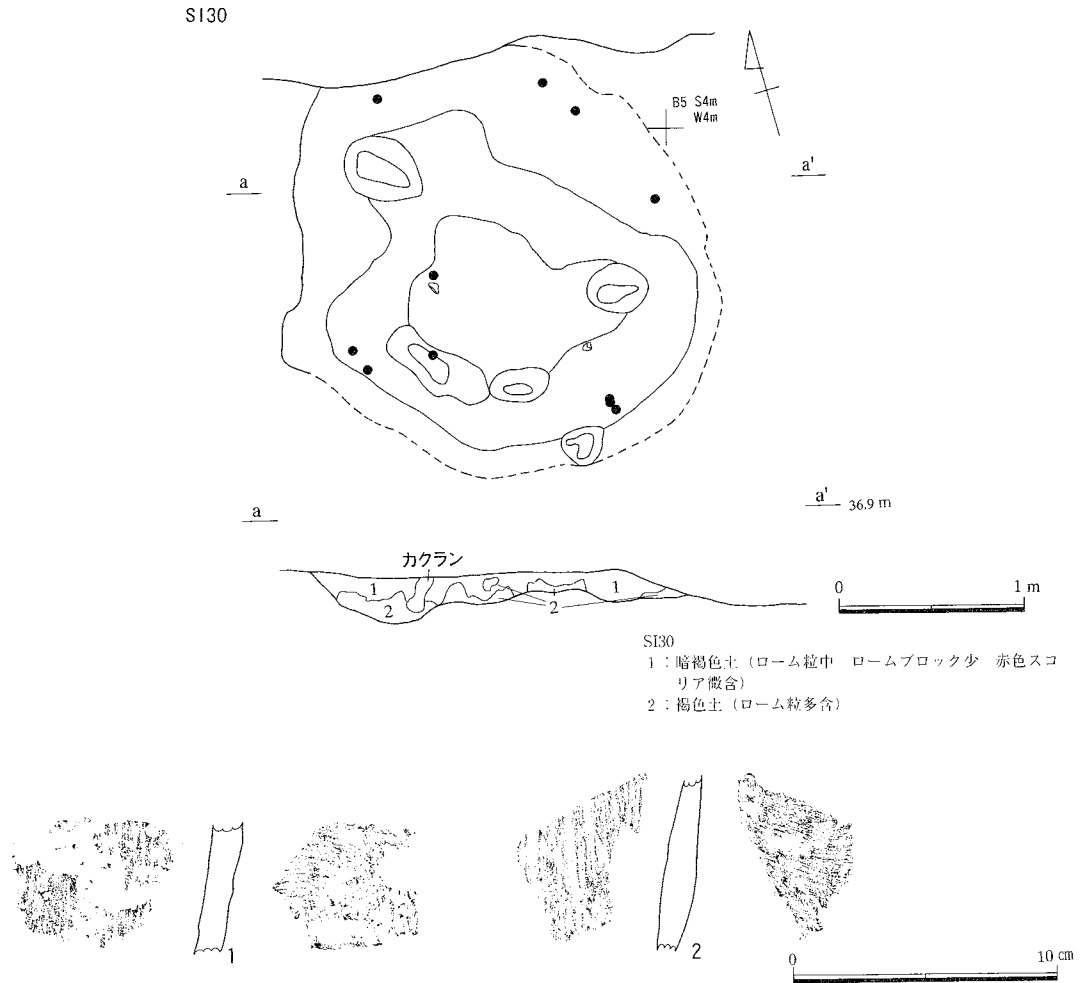 SI30
B5 S4m
W4m
a a'
a a' 36.9 m
カクラン
1 1
2 2
0 1 m
SI30
1：暗褐色土（ローム粒中　ロームブロック少　赤色スコ
リア微含）
2：褐色土（ローム粒多含）
1 2
0 10 cm